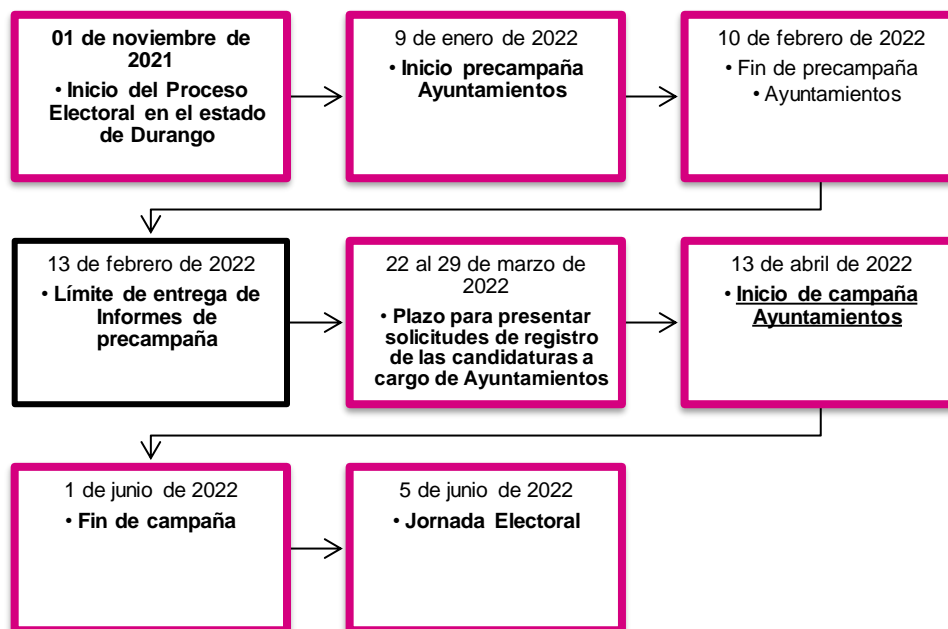 01 de noviembre de
2021
• Inicio del Proceso
Electoral en el estado
de Durango
9 de enero de 2022
• Inicio precampaña
Ayuntamientos
10 de febrero de 2022
• Fin de precampaña
• Ayuntamientos
13 de febrero de 2022
• Límite de entrega de
Informes de
precampaña
22 al 29 de marzo de
2022
• Plazo para presentar
solicitudes de registro
de las candidaturas a
cargo de Ayuntamientos
13 de abril de 2022
• Inicio de campaña
Ayuntamientos
1 de junio de 2022
• Fin de campaña
5 de junio de 2022
• Jornada Electoral